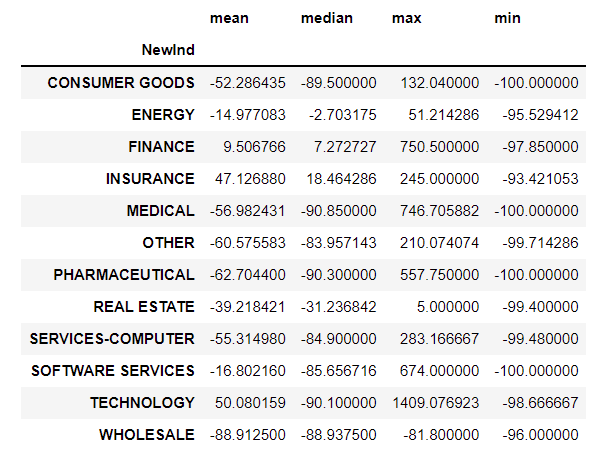 mean median max min
NewInd
CONSUMER GOODS -52.286435 -89.500000 132.040000 -100.000000
ENERGY -14.977083 -2.703175 51.214286 -95.529412
FINANCE 9.506766 7.272727 750.500000 -97.850000
INSURANCE 47.126880 18.464286 245.000000 -93.421053
MEDICAL -56.982431 -90.850000 746.705882 -100.000000
OTHER -60.575583 -83.957143 210.074074 -99.714286
PHARMACEUTICAL -62.704400 -90.300000 557.750000 -100.000000
REAL ESTATE -39.218421 -31.236842 5.000000 -99.400000
SERVICES-COMPUTER -55.314980 -84.900000 283.166667 -99.480000
SOFTWARE SERVICES -16.802160 -85.656716 674.000000 -100.000000
TECHNOLOGY 50.080159 -90.100000 1409.076923 -98.666667
WHOLESALE -88.912500 -88.937500 -81.800000 -96.000000